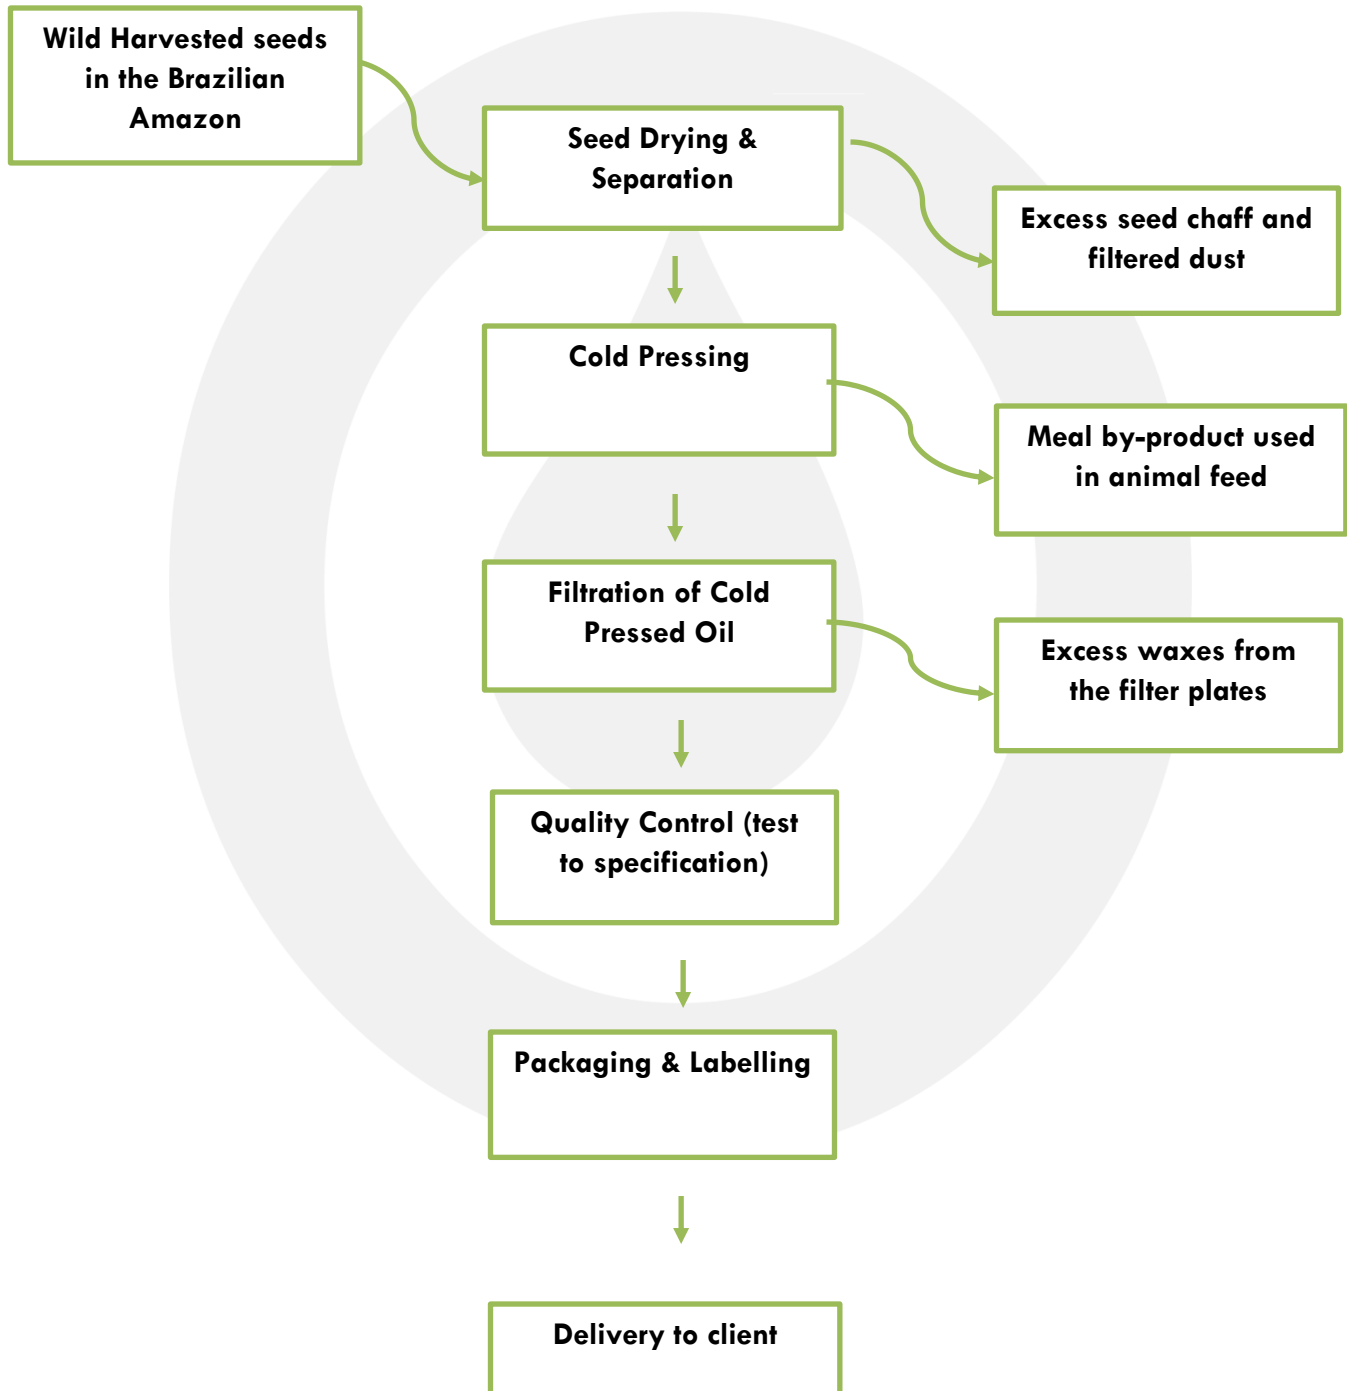 Wild Harvested seeds
in the Brazilian
Amazon
Seed Drying &
Separation
Excess seed chaff and
filtered dust
Cold Pressing
Meal by-product used
in animal feed
Filtration of Cold
Pressed Oil
Excess waxes from
the filter plates
Quality Control (test
to specification)
Packaging & Labelling
Delivery to client